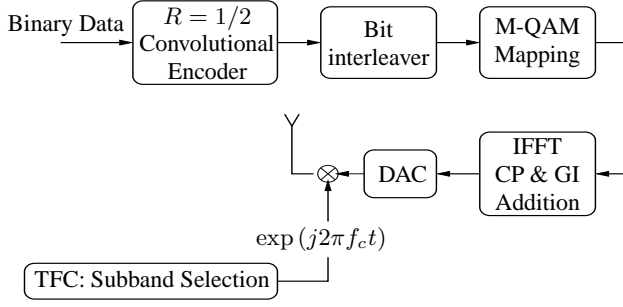 Binary Data
R = 1/2
Convolutional
Encoder
Bit
interleaver
M-QAM
Mapping
IFFT
CP & GI
Addition
DAC
exp (j2πf_c t)
TFC: Subband Selection